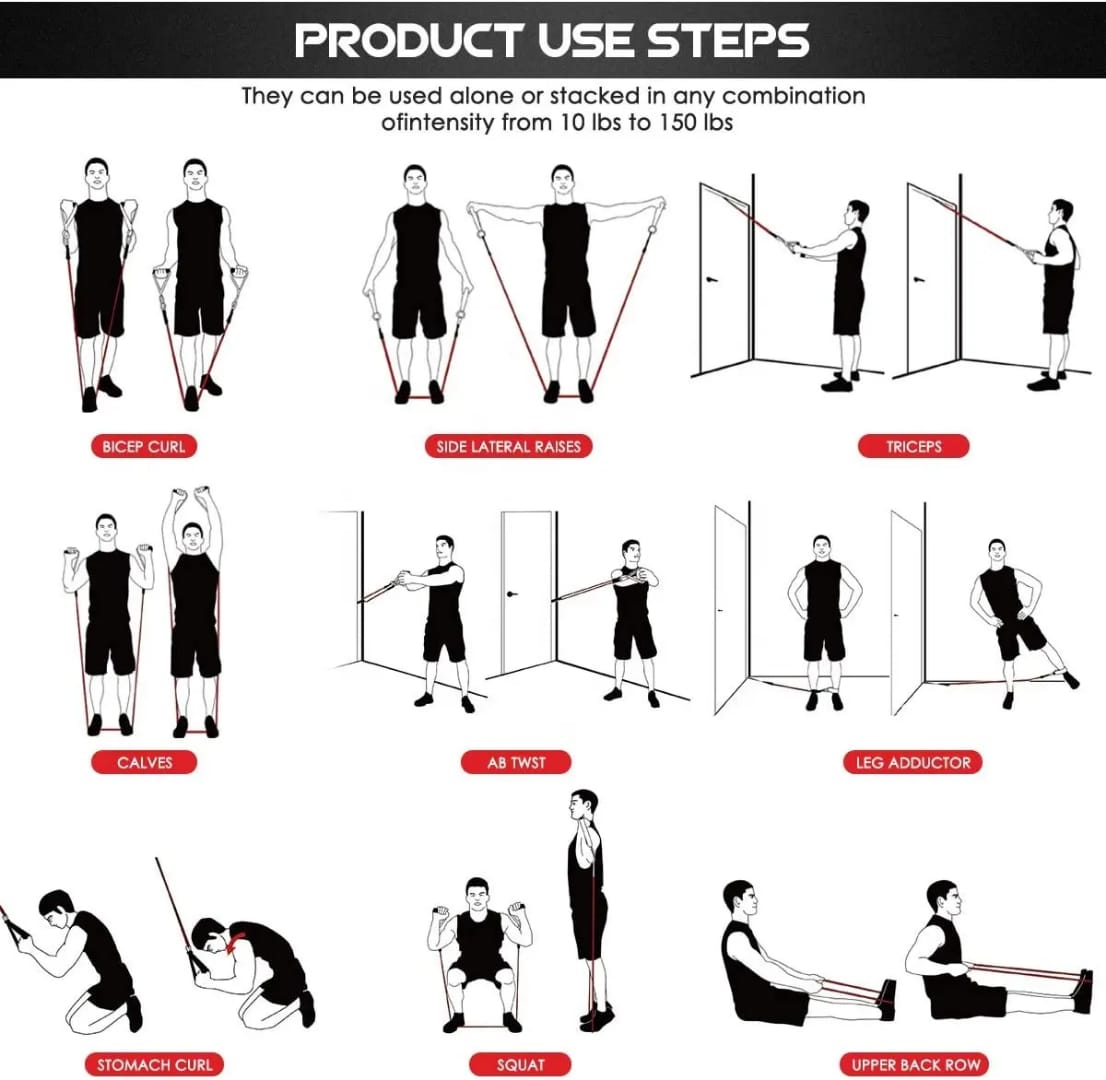 PRODUCT USE STEPS
They can be used alone or stacked in any combination
ofintensity from 10 lbs to 150 lbs
BICEP CURL
SIDE LATERAL RAISES
TRICEPS
CALVES
AB TWST
LEG ADDUCTOR
STOMACH CURL
SQUAT
UPPER BACK ROW